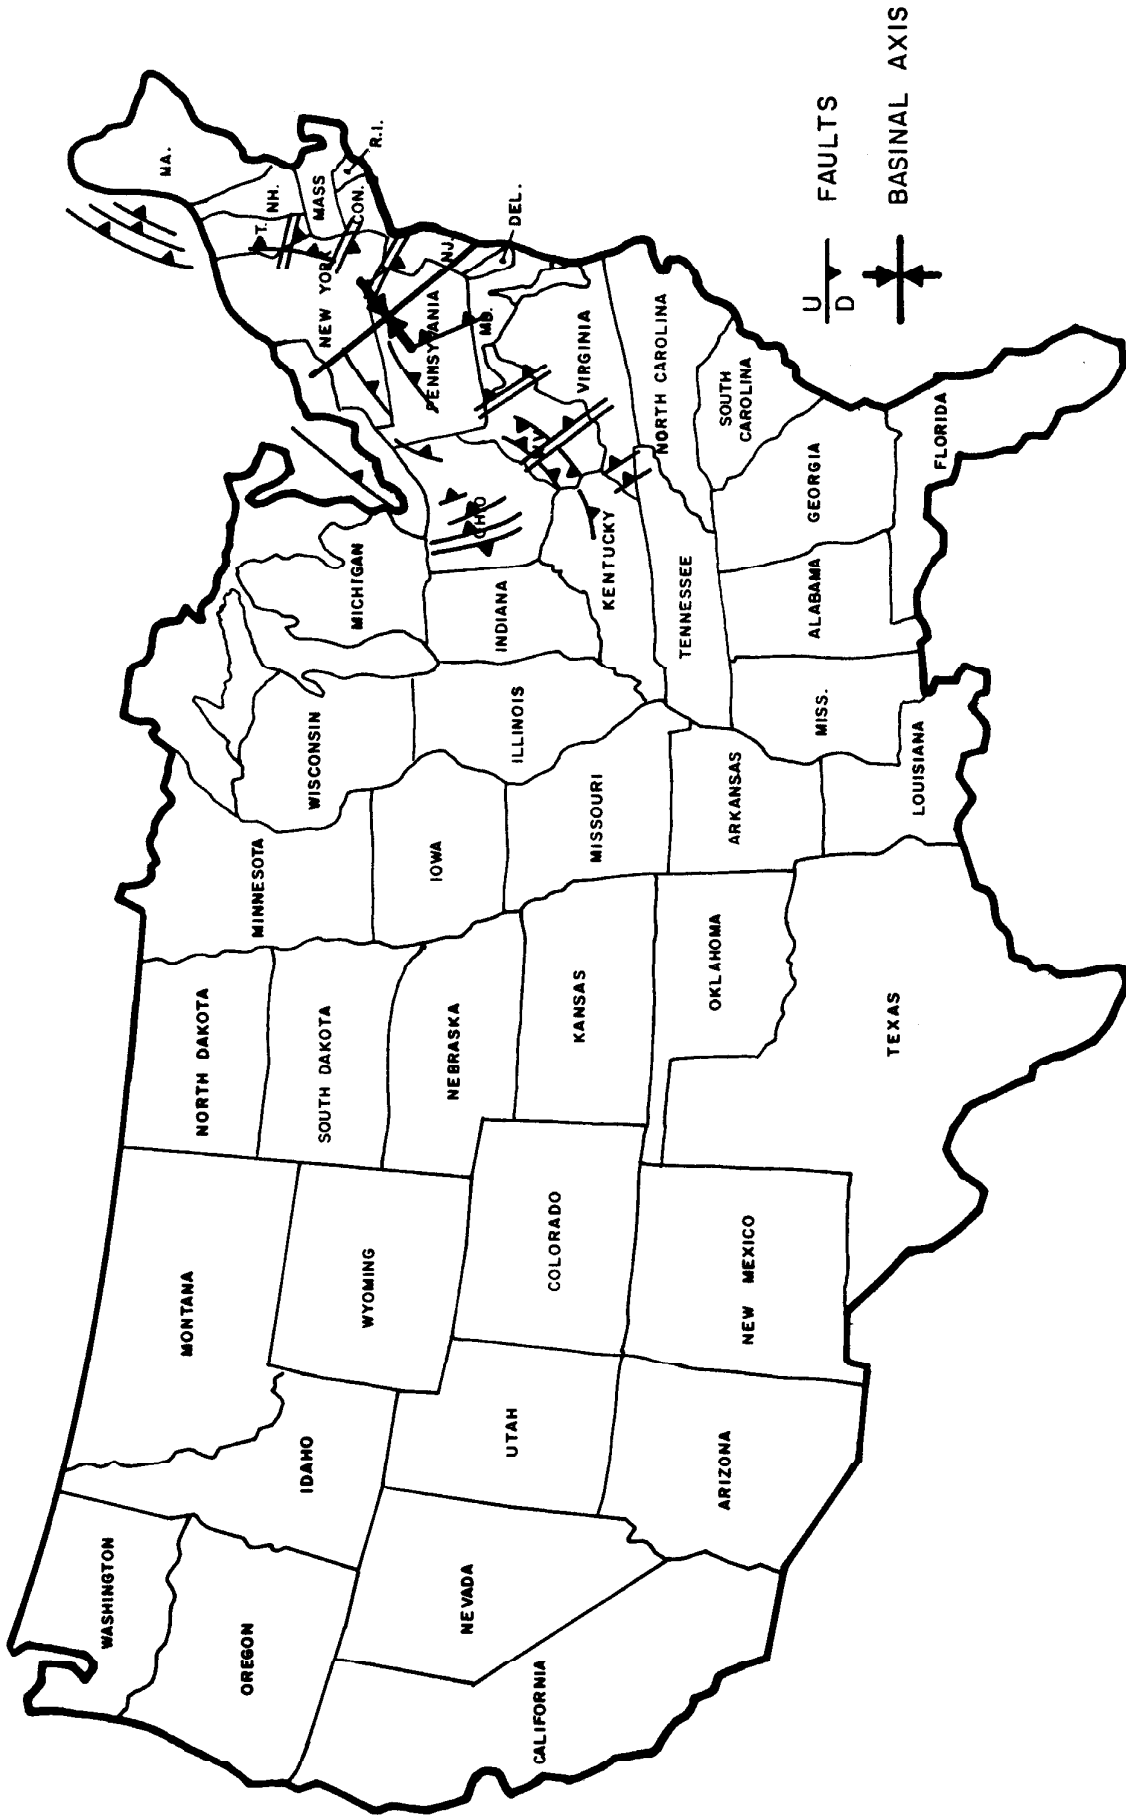 WASHINGTON
OREGON
CALIFORNIA
NEVADA
IDAHO
MONTANA
WYOMING
UTAH
ARIZONA
COLORADO
NEW MEXICO
NORTH DAKOTA
SOUTH DAKOTA
NEBRASKA
KANSAS
OKLAHOMA
TEXAS
MINNESOTA
IOWA
MISSOURI
ARKANSAS
LOUISIANA
WISCONSIN
ILLINOIS
MISS.
MICHIGAN
INDIANA
KENTUCKY
TENNESSEE
ALABAMA
OHIO
GEORGIA
FLORIDA
SOUTH
CAROLINA
NORTH CAROLINA
VIRGINIA
PENNSYLVANIA
MD.
NEW YORK
NJ.
DEL.
T.
NH.
MASS
CON.
R.I.
MA.
U
D
FAULTS
BASINAL AXIS